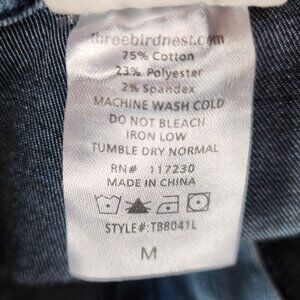 threebirdnest.com
75% Cotton
23% Polyester
2% Spandex
MACHINE WASH COLD
DO NOT BLEACH
IRON LOW
TUMBLE DRY NORMAL
RN# 117230
MADE IN CHINA
STYLE#:TB8041L
M